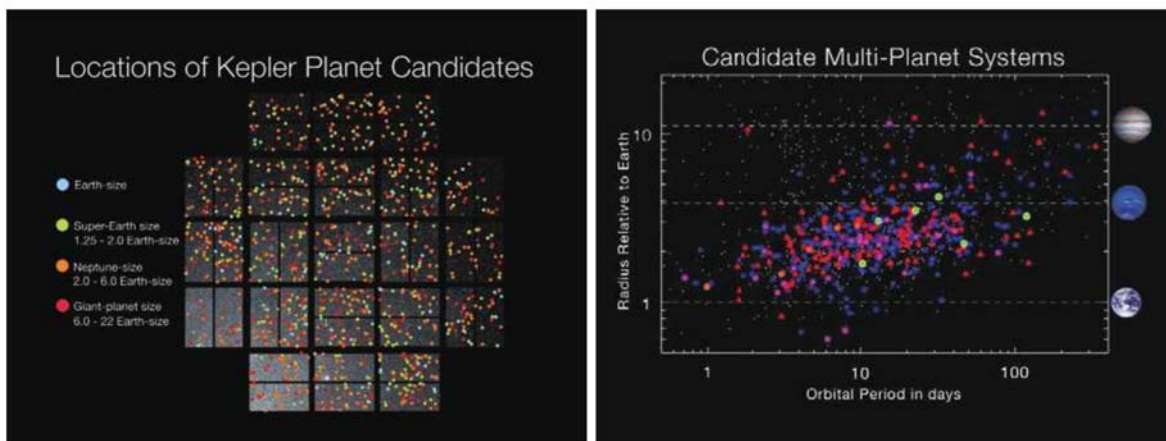 Locations of Kepler Planet Candidates
Earth-size
Super-Earth size
1.25 - 2.0 Earth-size
Neptune-size
2.0 - 6.0 Earth-size
Giant-planet size
6.0 - 22 Earth-size
Candidate Multi-Planet Systems
Radius Relative to Earth
10
1
1
10
100
Orbital Period in days